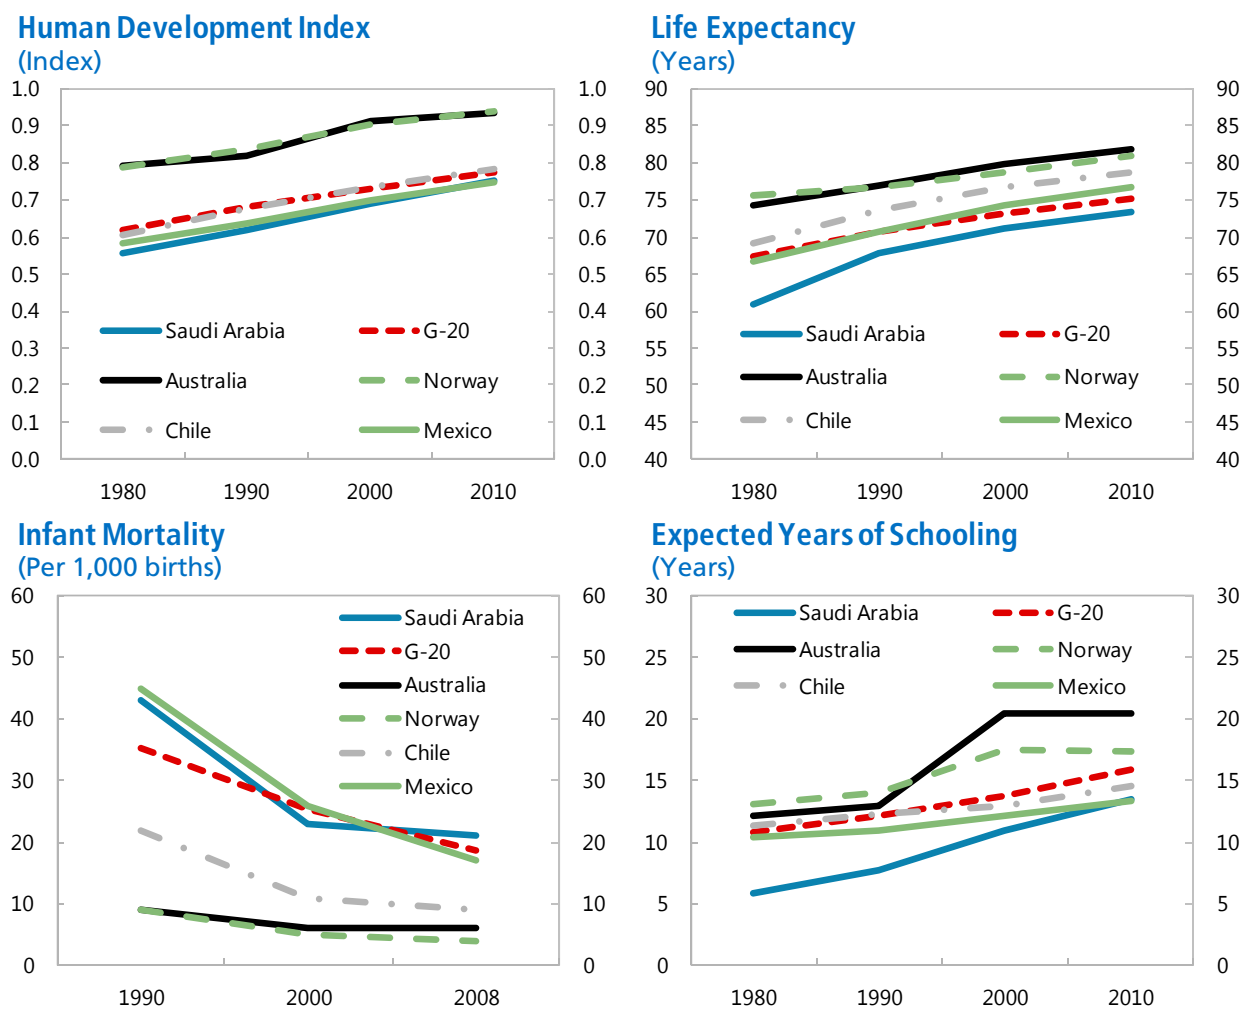 Human Development Index
(Index)
1.0 1.0
0.9 0.9
0.8 0.8
0.7 0.7
0.6 0.6
0.5 0.5
0.4 0.4
Saudi Arabia G-20
0.3 0.3
Australia Norway
0.2 0.2
0.1 0.1
Chile Mexico
0.0 0.0
1980 1990 2000 2010
Life Expectancy
(Years)
90 90
85 85
80 80
75 75
70 70
65 65
60 60
Saudi Arabia G-20
55 55
Australia Norway
50 50
45 45
Chile Mexico
40 40
1980 1990 2000 2010
Infant Mortality
(Per 1,000 births)
60 60
Saudi Arabia
G-20
50 50
Australia
Norway
40 40
Chile
Mexico
30 30
20 20
10 10
0 0
1990 2000 2008
Expected Years of Schooling
(Years)
30 30
Saudi Arabia G-20
Australia Norway
25 25
Chile Mexico
20 20
15 15
10 10
5 5
0 0
1980 1990 2000 2010